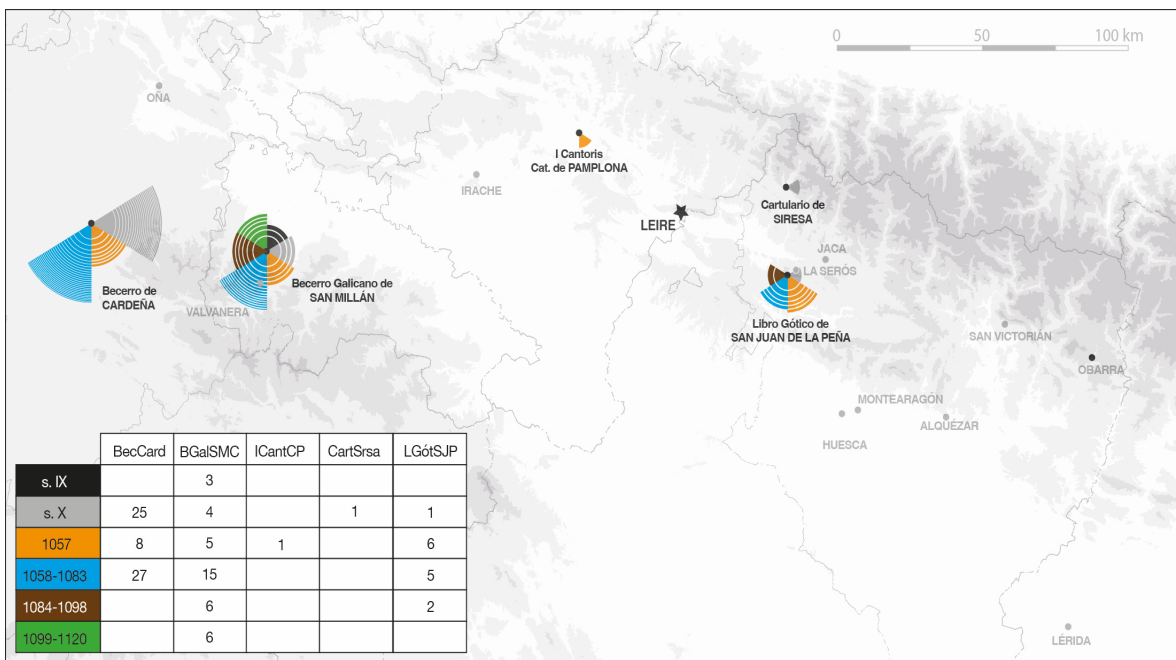 0 50 100 km
OÑA
I Cantoris
Cat. de PAMPLONA
IRACHE
Cartulario de
SIRESA
LEIRE
JACA
LA SERÓS
Becerro de
CARDEÑA
Becerro Galicano de
SAN MILLÁN
VALVANERA
Libro Gótico de
SAN JUAN DE LA PEÑA
SAN VICTORIÁN
OBARRA
MONTEARAGÓN
HUESCA
ALQUÉZAR
LÉRIDA
BecCard BGalSMC ICantCP CartSrsa LGótSJP
s. IX 3
s. X 25 4 1 1
1057 8 5 1 6
1058-1083 27 15 5
1084-1098 6 2
1099-1120 6